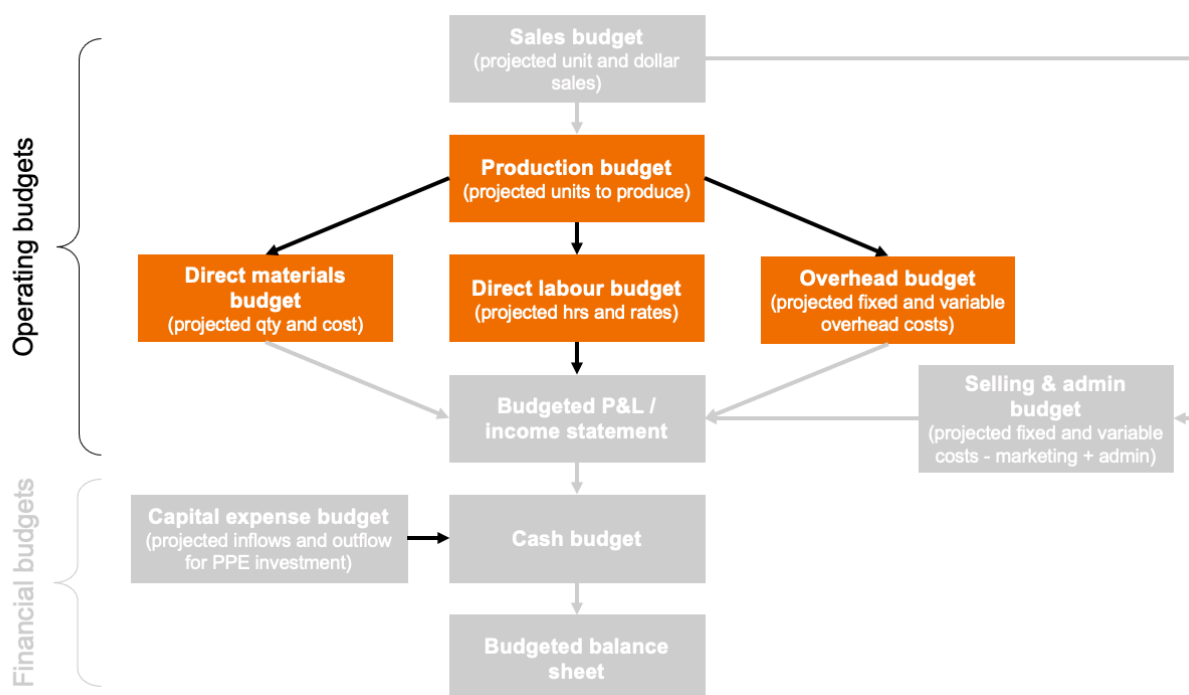 Operating budgets
Sales budget
(projected unit and dollar
sales)
Production budget
(projected units to produce)
Direct materials
budget
(projected qty and cost)
Direct labour budget
(projected hrs and rates)
Overhead budget
(projected fixed and variable
overhead costs)
Budgeted P&L /
income statement
Selling & admin
budget
(projected fixed and variable
costs - marketing + admin)
Financial budgets
Capital expense budget
(projected inflows and outflow
for PPE investment)
Cash budget
Budgeted balance
sheet